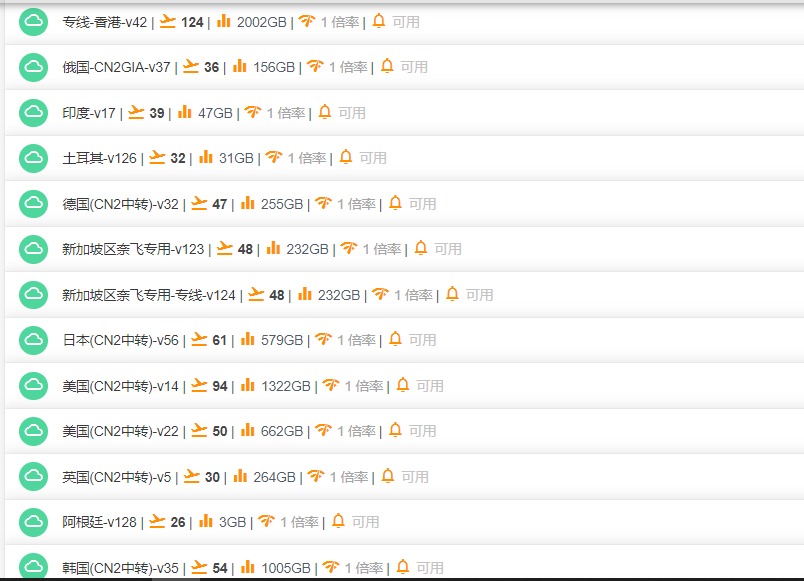 专线-香港-v42 | 124 | 2002GB | 1 倍率 | 可用
俄国-CN2GIA-v37 | 36 | 156GB | 1 倍率 | 可用
印度-v17 | 39 | 47GB | 1 倍率 | 可用
土耳其-v126 | 32 | 31GB | 1 倍率 | 可用
德国(CN2中转)-v32 | 47 | 255GB | 1 倍率 | 可用
新加坡区奈飞专用-v123 | 48 | 232GB | 1 倍率 | 可用
新加坡区奈飞专用-专线-v124 | 48 | 232GB | 1 倍率 | 可用
日本(CN2中转)-v56 | 61 | 579GB | 1 倍率 | 可用
美国(CN2中转)-v14 | 94 | 1322GB | 1 倍率 | 可用
美国(CN2中转)-v22 | 50 | 662GB | 1 倍率 | 可用
英国(CN2中转)-v5 | 30 | 264GB | 1 倍率 | 可用
阿根廷-v128 | 26 | 3GB | 1 倍率 | 可用
韩国(CN2中转)-v35 | 54 | 1005GB | 1 倍率 | 可用